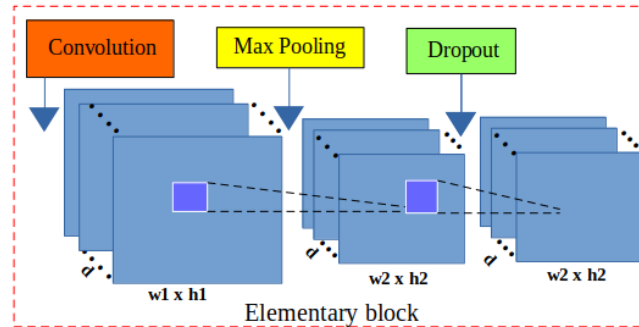 Convolution
Max Pooling
Dropout
d
d
d
w1 x h1
w2 x h2
w2 x h2
Elementary block